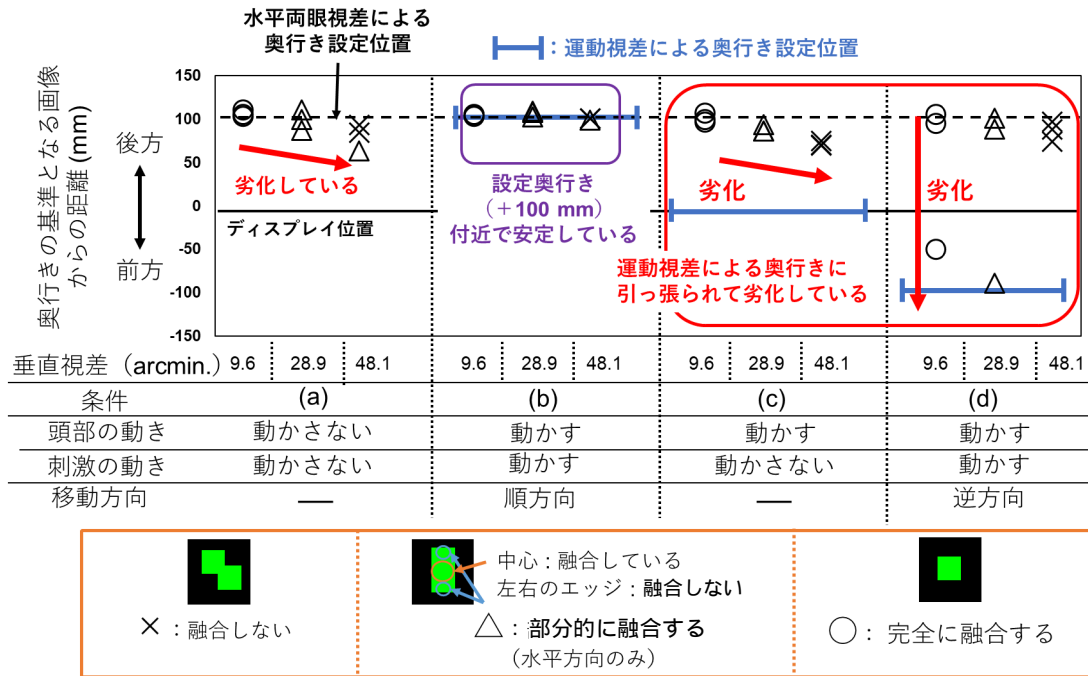 水平両眼視差による
奥行き設定位置
：運動視差による奥行き設定位置
奥行きの基準となる画像
からの距離 (mm)
後方
前方
150
100
50
0
-50
-100
-150
劣化している
ディスプレイ位置
設定奥行き
（＋100 mm）
付近で安定している
劣化
劣化
運動視差による奥行きに
引っ張られて劣化している
垂直視差（arcmin.） 9.6 28.9 48.1 9.6 28.9 48.1 9.6 28.9 48.1 9.6 28.9 48.1
条件 (a) (b) (c) (d)
頭部の動き 動かさない 動かす 動かす 動かす
刺激の動き 動かさない 動かす 動かさない 動かす
移動方向 — 順方向 — 逆方向
×：融合しない
中心：融合している
左右のエッジ：融合しない
△：部分的に融合する
（水平方向のみ）
○：完全に融合する